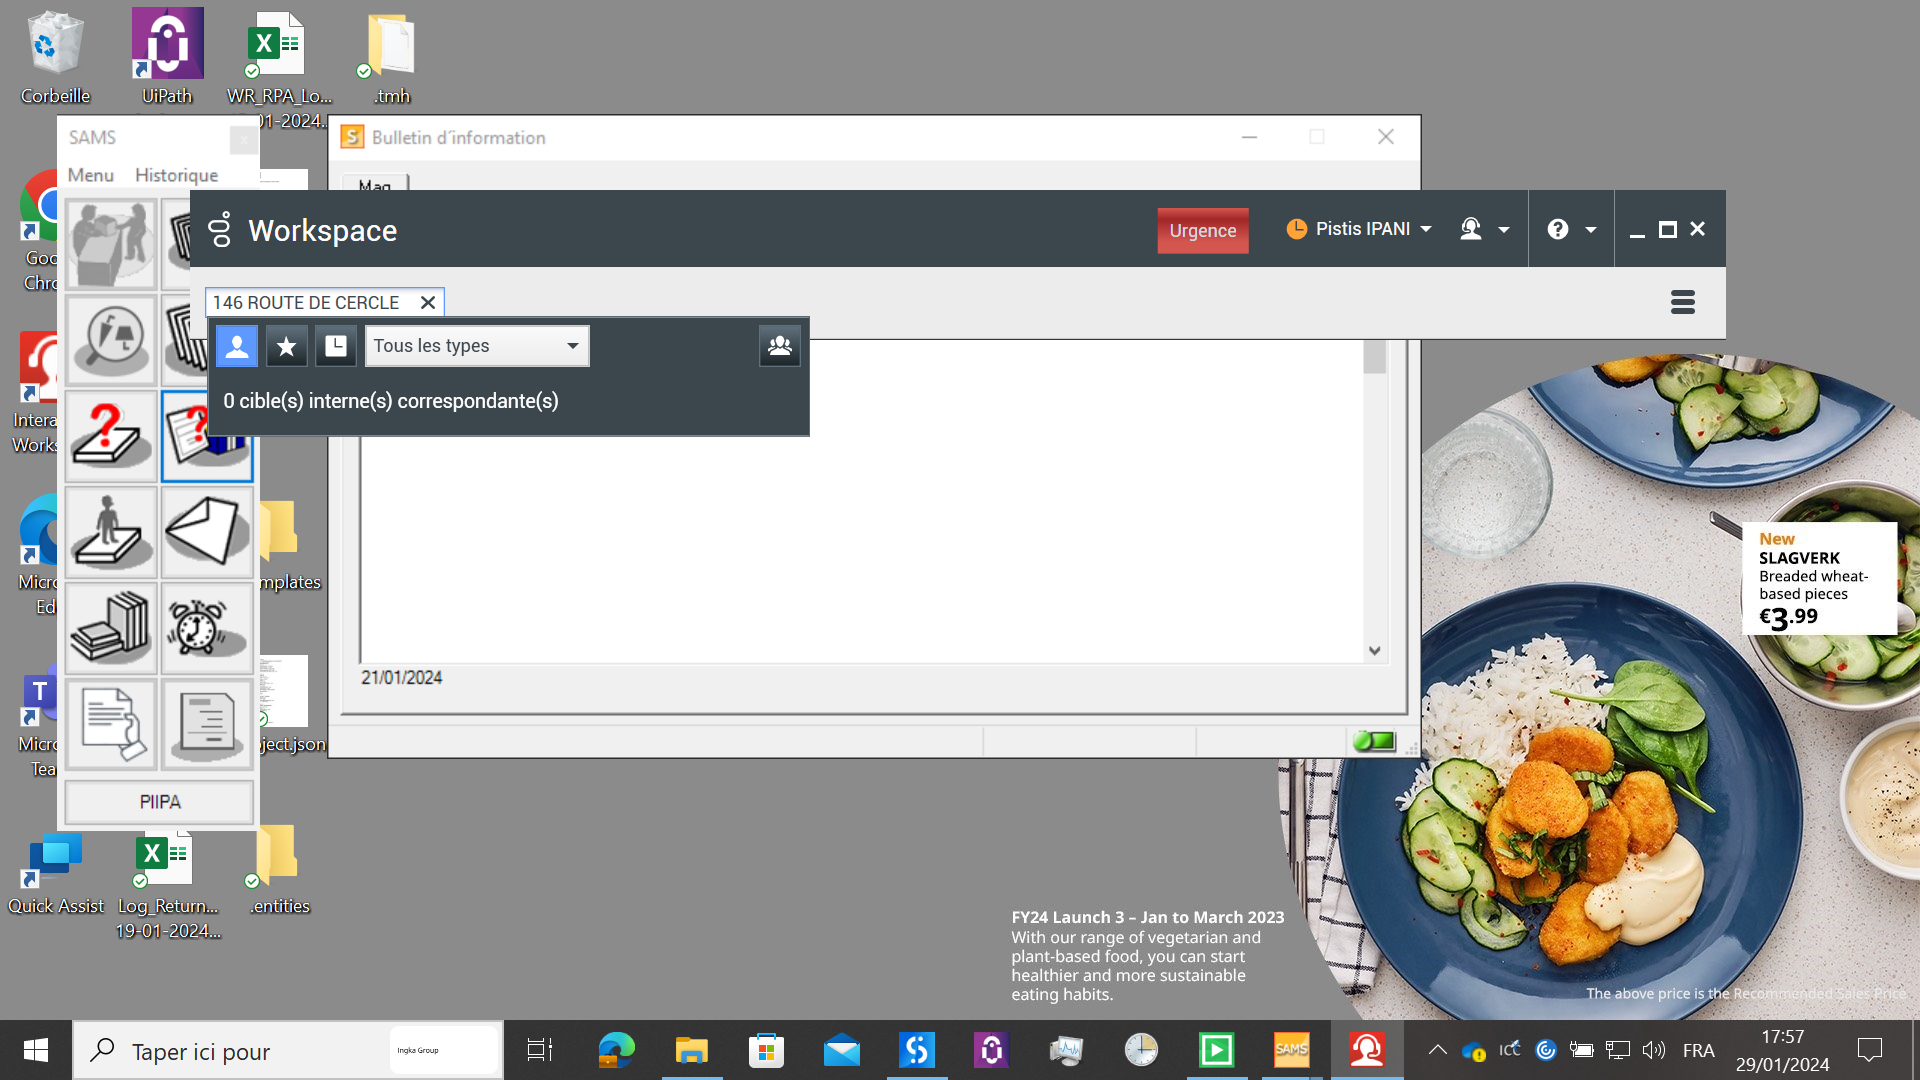 Corbeille
UiPath
WR_RPA_Lo...
01-2024...
.tmh
SAMS
Menu Historique
Bulletin d´information
Mag
Workspace
Urgence
Pistis IPANI
146 ROUTE DE CERCLE
Tous les types
0 cible(s) interne(s) correspondante(s)
Goo
Chr
Intera
Works
Micro
Ed
mplates
21/01/2024
T
Micro
Tea
ject.json
PIIPA
Quick Assist
Log_Return...
19-01-2024...
.entities
New
SLAGVERK
Breaded wheat-
based pieces
€3.99
FY24 Launch 3 – Jan to March 2023
With our range of vegetarian and
plant-based food, you can start
healthier and more sustainable
eating habits.
The above price is the Recommended Sales Price
Taper ici pour
Ingka Group
SAMS
FRA
17:57
29/01/2024